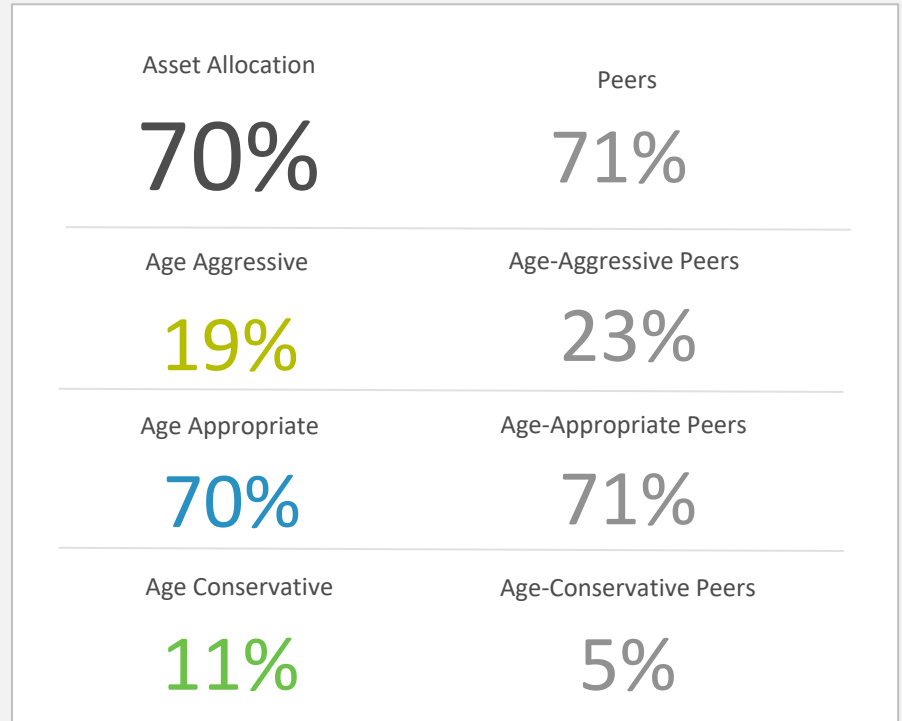 Asset Allocation
Peers
70%
71%
Age Aggressive
Age-Aggressive Peers
19%
23%
Age Appropriate
Age-Appropriate Peers
70%
71%
Age Conservative
Age-Conservative Peers
11%
5%